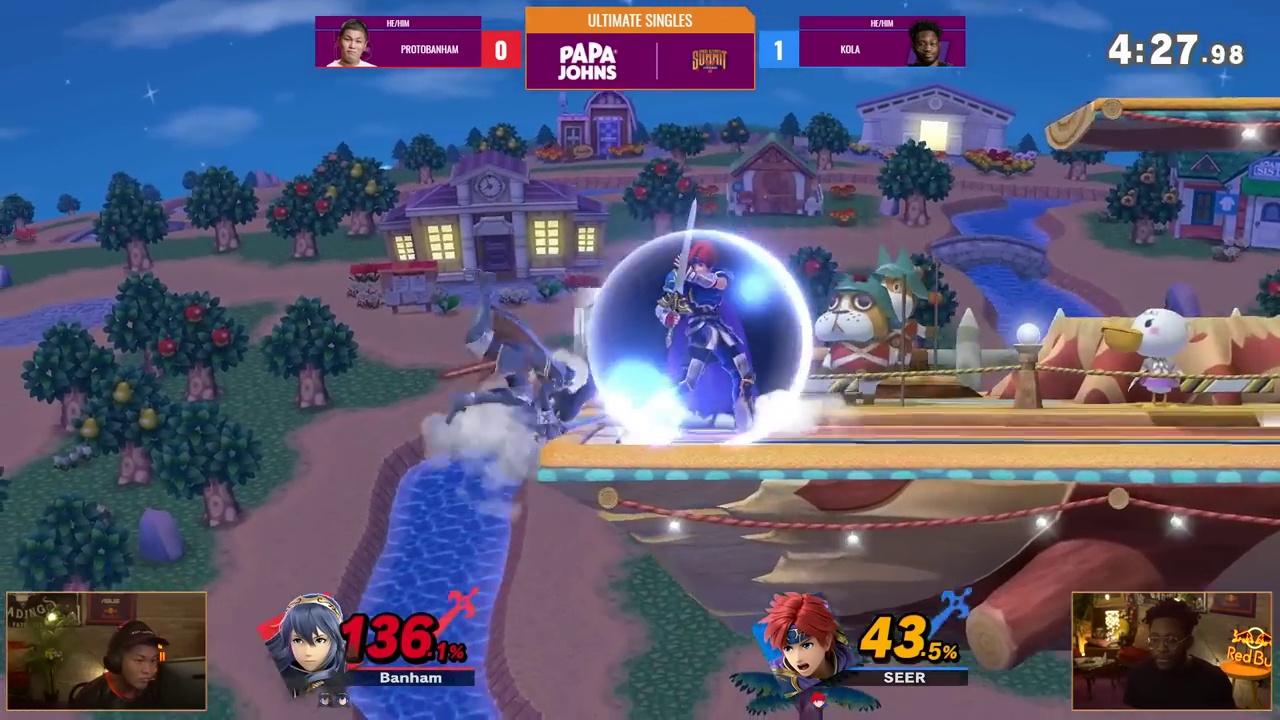 HE/HIM
PROTOBANHAM
0
ULTIMATE SINGLES
PAPA JOHNS
SUMMIT
1
HE/HIM
KOLA
4:27.98
136.1%
Banham
43.5%
SEER
Red Bu